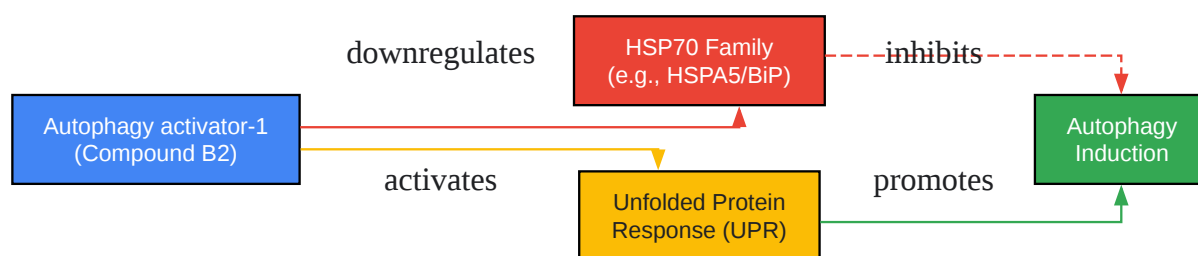 downregulates
HSP70 Family
(e.g., HSPA5/BiP)
inhibits
Autophagy activator-1
(Compound B2)
Autophagy
Induction
activates
promotes
Unfolded Protein
Response (UPR)